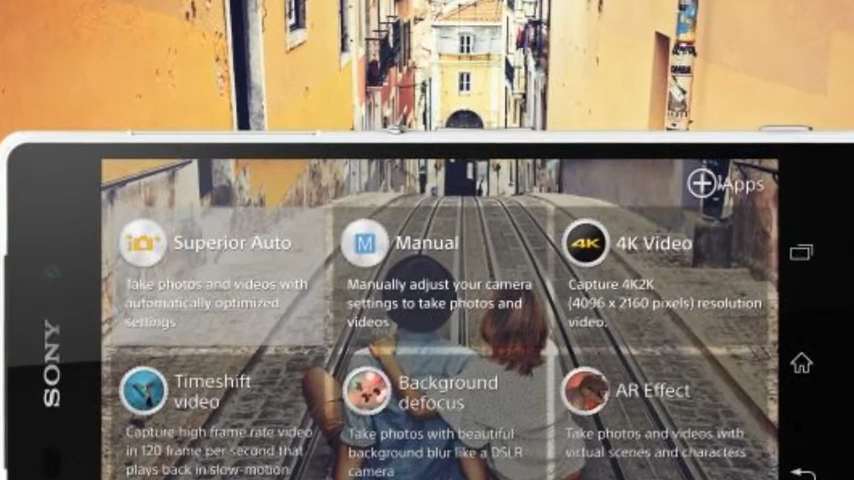 SONY
Apps
Superior Auto
Take photos and videos with
automatically optimized
settings
M
Manual
Manually adjust your camera
settings to take photos and
videos
4K
4K Video
Capture 4K2K
(4096 x 2160 pixels) resolution
video.
Timeshift
video
Capture high frame rate video
in 120 frame per second that
plays back in slow-motion
Background
defocus
Take photos with beautiful
background blur like a DSLR
camera
AR Effect
Take photos and videos with
virtual scenes and characters